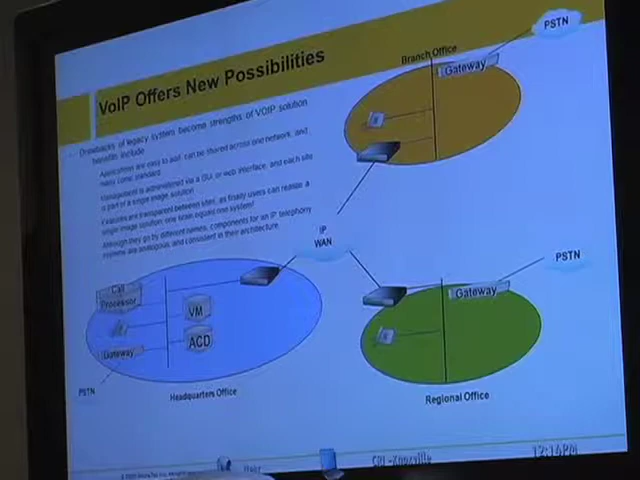 VoIP Offers New Possibilities
Drawbacks of legacy system become strengths of VOIP solution
benefits include
Applications are easy to add, can be shared across one network, and
many come standard
Management is administered via a GUI, or web interface, and each site
is part of a single image solution
Features are transparent between sites, as finally users can realize a
single image solution; one brain equals one system!
Although they go by different names, components for an IP telephony
systems are analogous, and consistent in their architecture
Branch Office
PSTN
Gateway
IP
WAN
PSTN
Gateway
Regional Office
Call
Processor
VM
ACD
Gateway
PSTN
Headquarters Office
CBI -Knoxville
12:14PM